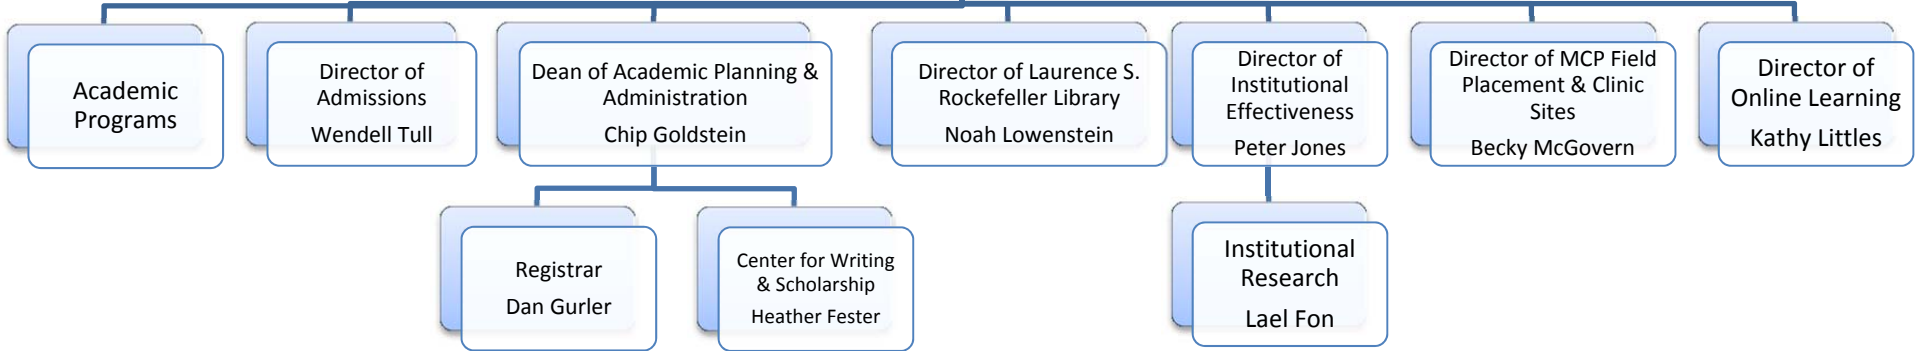 Academic
Programs
Director of
Admissions
Wendell Tull
Dean of Academic Planning &
Administration
Chip Goldstein
Director of Laurence S.
Rockefeller Library
Noah Lowenstein
Director of
Institutional
Effectiveness
Peter Jones
Director of MCP Field
Placement & Clinic
Sites
Becky McGovern
Director of
Online Learning
Kathy Littles
Registrar
Dan Gurler
Center for Writing
& Scholarship
Heather Fester
Institutional
Research
Lael Fon